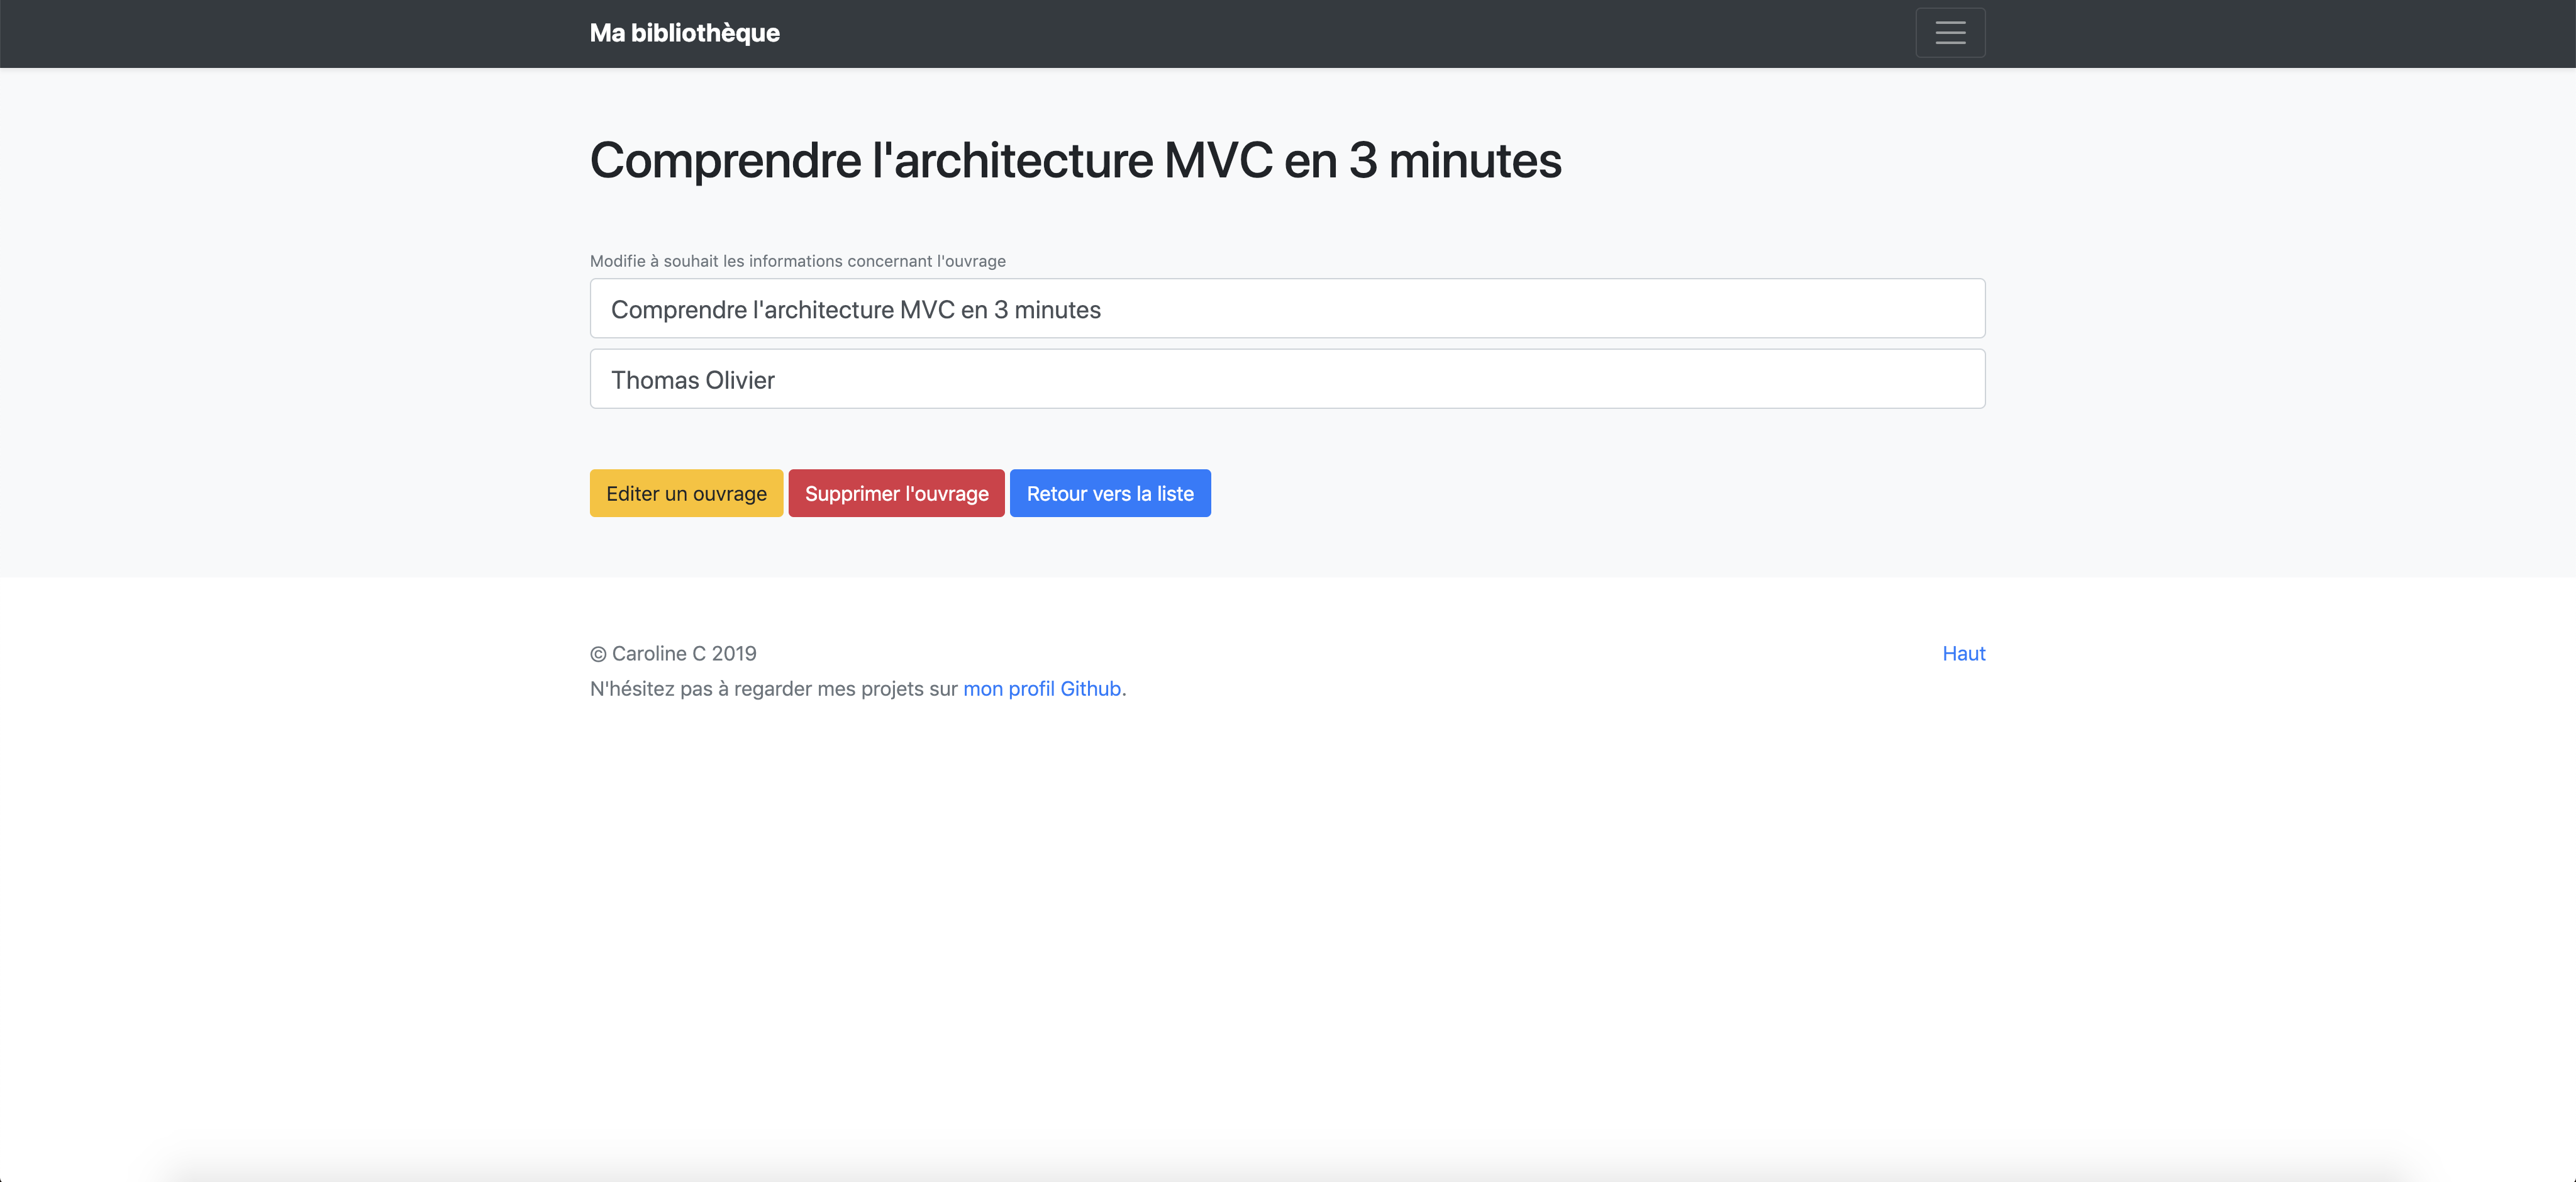 Ma bibliothèque
Comprendre l'architecture MVC en 3 minutes
Modifie à souhait les informations concernant l'ouvrage
Comprendre l'architecture MVC en 3 minutes
Thomas Olivier
Editer un ouvrage Supprimer l'ouvrage Retour vers la liste
© Caroline C 2019 Haut
N'hésitez pas à regarder mes projets sur mon profil Github.